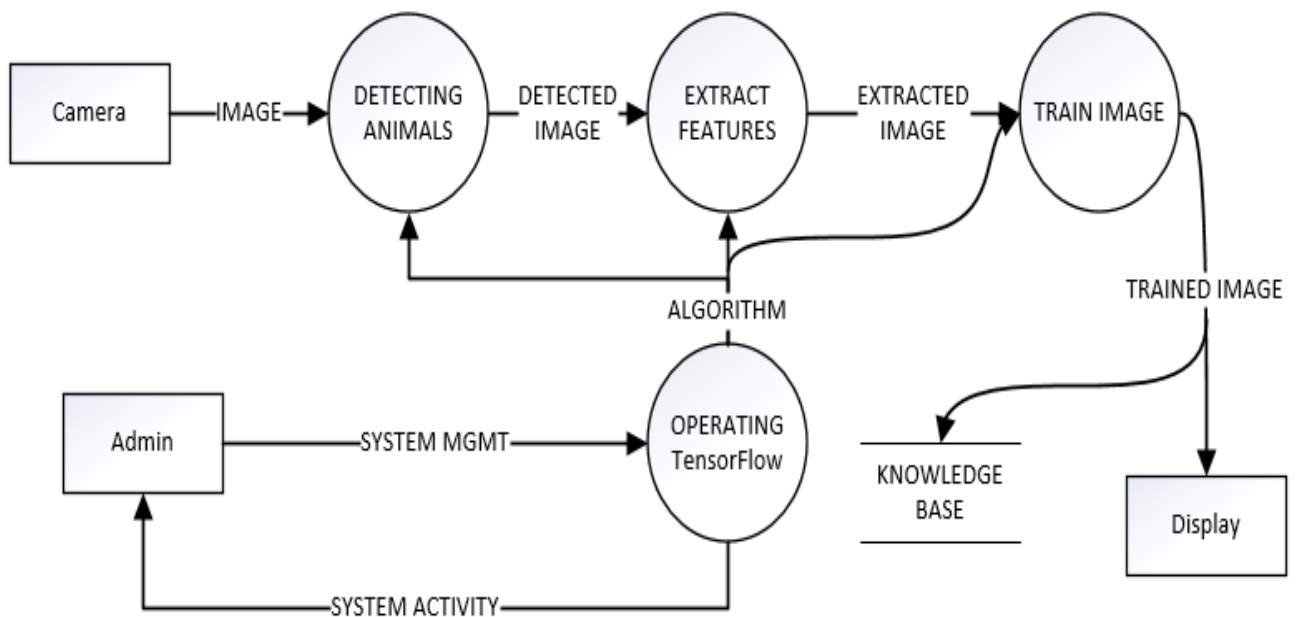 Camera
IMAGE
DETECTING
ANIMALS
DETECTED
IMAGE
EXTRACT
FEATURES
EXTRACTED
IMAGE
TRAIN IMAGE
ALGORITHM
TRAINED IMAGE
Admin
SYSTEM MGMT
OPERATING
TensorFlow
KNOWLEDGE
BASE
Display
SYSTEM ACTIVITY